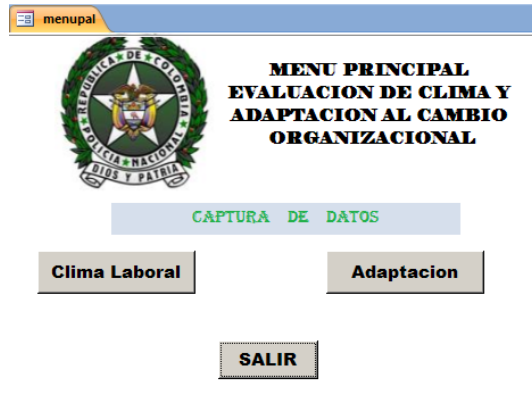 menupal
REPUBLICA DE COLOMBIA
MENU PRINCIPAL
EVALUACION DE CLIMA Y
ADAPTACION AL CAMBIO
ORGANIZACIONAL
POLICIA NACIONAL
DIOS Y PATRIA
CAPTURA DE DATOS
Clima Laboral
Adaptacion
SALIR